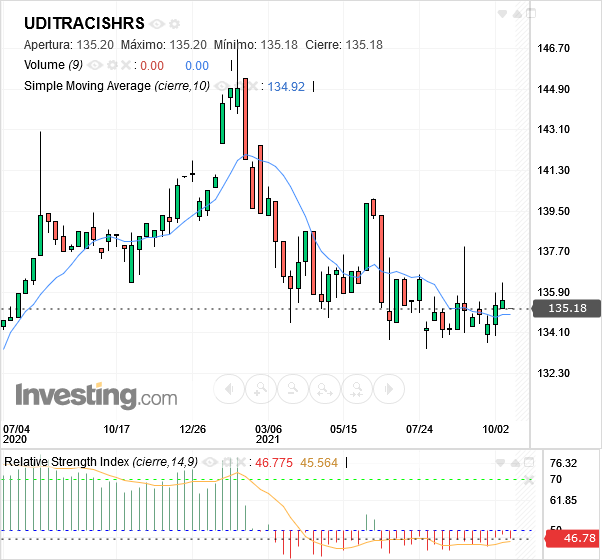 UDITRACISHRS
Apertura: 135.20 Máximo: 135.20 Mínimo: 135.18 Cierre: 135.18
Volume (9) : 0.00 0.00
Simple Moving Average (cierre,10) : 134.92
146.70
144.90
143.10
141.30
139.50
137.70
135.90
135.18
134.10
132.30
Investing.com
07/04 10/17 12/26 03/06 05/15 07/24 10/02
2020 2021
Relative Strength Index (cierre,14,9) : 46.775 45.564
76.32
70
61.85
50
46.78